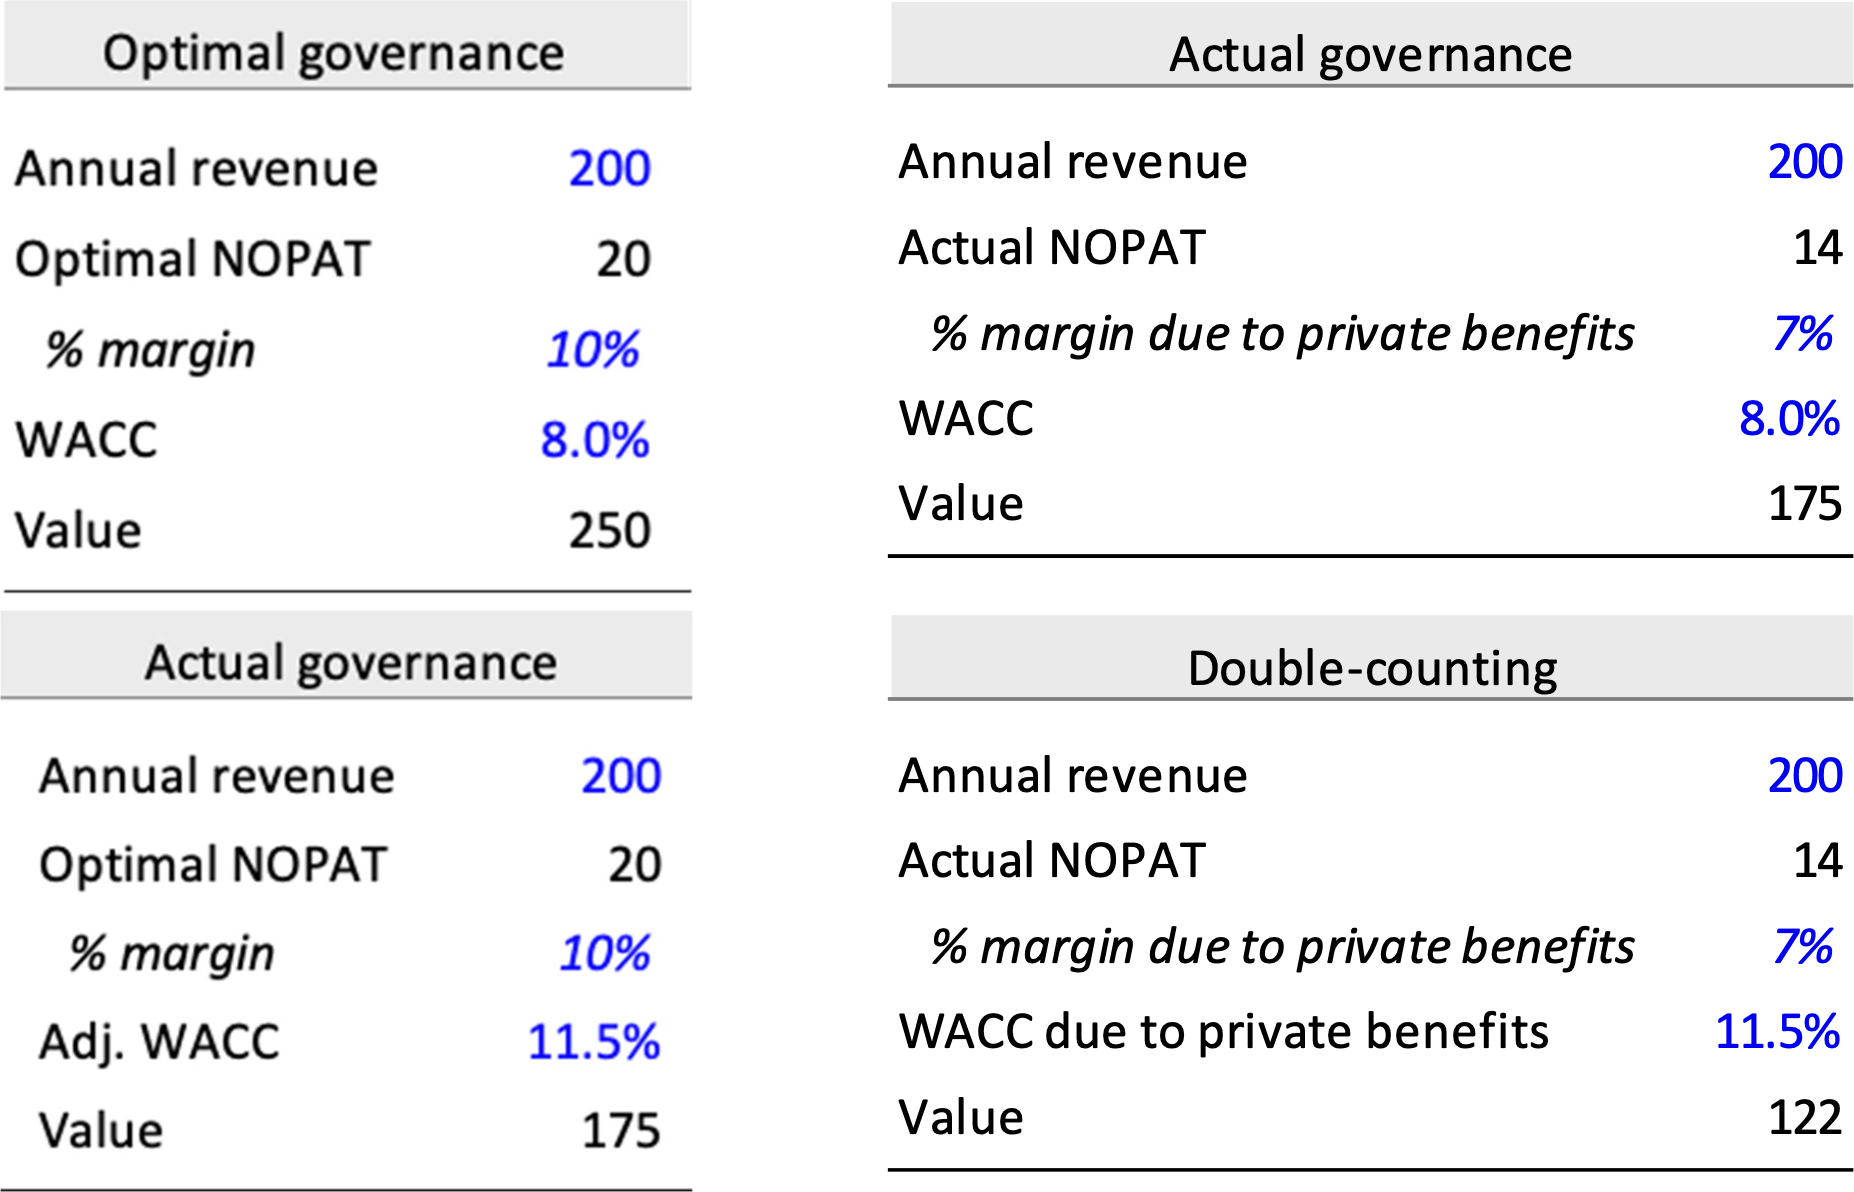 Optimal governance
Annual revenue 200
Optimal NOPAT 20
% margin 10%
WACC 8.0%
Value 250
Actual governance
Annual revenue 200
Actual NOPAT 14
% margin due to private benefits 7%
WACC 8.0%
Value 175
Actual governance
Annual revenue 200
Optimal NOPAT 20
% margin 10%
Adj. WACC 11.5%
Value 175
Double-counting
Annual revenue 200
Actual NOPAT 14
% margin due to private benefits 7%
WACC due to private benefits 11.5%
Value 122